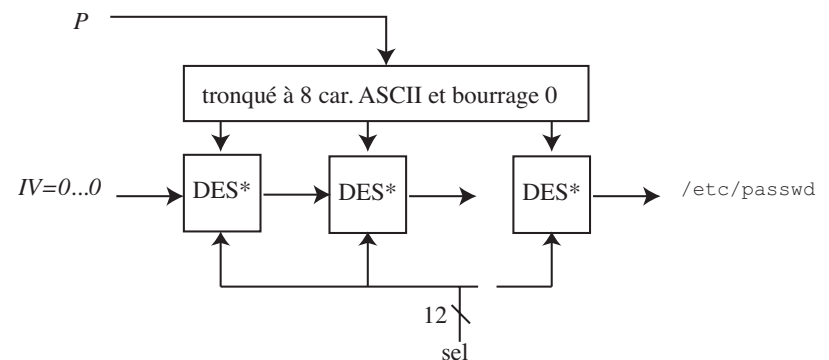 P
tronqué à 8 car. ASCII et bourrage 0
IV=0...0
DES*
DES*
DES*
/etc/passwd
12
sel